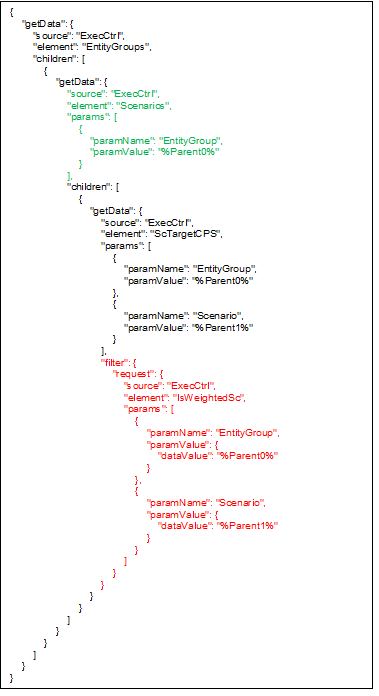 {
"getData": {
"source": "ExecCtrl",
"element": "EntityGroups",
"children": [
{
"getData": {
"source": "ExecCtrl",
"element": "Scenarios",
"params": [
{
"paramName": "EntityGroup",
"paramValue": "%Parent0%"
}
],
"children": [
{
"getData": {
"source": "ExecCtrl",
"element": "ScTargetCPS",
"params": [
{
"paramName": "EntityGroup",
"paramValue": "%Parent0%"
},
{
"paramName": "Scenario",
"paramValue": "%Parent1%"
}
],
"filter": {
"request": {
"source": "ExecCtrl",
"element": "IsWeightedSc",
"params": [
{
"paramName": "EntityGroup",
"paramValue": {
"dataValue": "%Parent0%"
}
},
{
"paramName": "Scenario",
"paramValue": {
"dataValue": "%Parent1%"
}
}
]
}
}
}
}
]
}
}
]
}
}